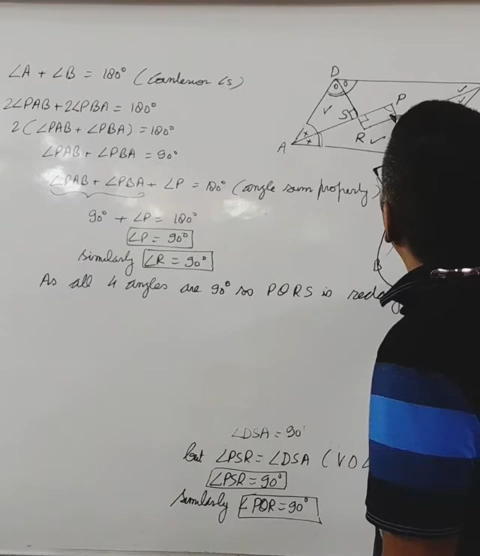 ∠A + ∠B = 180° (Cointerior ∠s)
2∠PAB + 2∠PBA = 180°
2(∠PAB + ∠PBA) = 180°
∠PAB + ∠PBA = 90°
∠PAB + ∠PBA + ∠P = 180° (angle sum property)
90° + ∠P = 180°
∠P = 90°
Similarly ∠R = 90°
As all 4 angles are 90° so PQRS is
∠DSA = 90°
but ∠PSR = ∠DSA (VO
∠PSR = 90°
Similarly ∠PQR = 90°
D
P
S
R
A
B